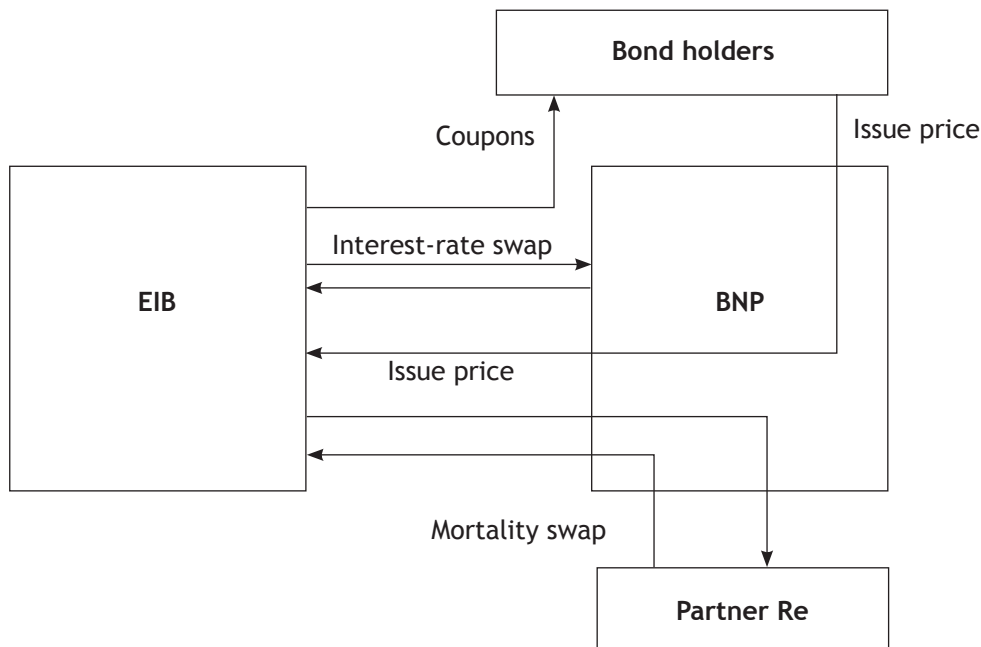 Bond holders
Coupons
Issue price
Interest-rate swap
EIB
BNP
Issue price
Mortality swap
Partner Re